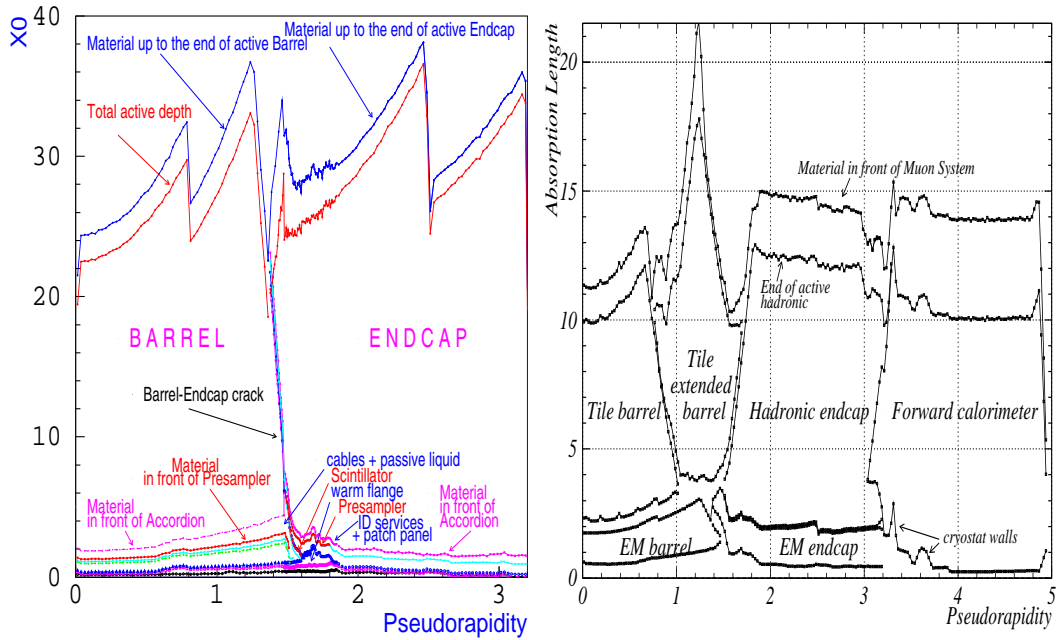 X0
40
30
20
10
0
Material up to the end of active Barrel
Material up to the end of active Endcap
Total active depth
BARREL
ENDCAP
Barrel-Endcap crack
Material
in front of Presampler
Material
in front of Accordion
cables + passive liquid
Scintillator
warm flange
Presampler
ID services
+ patch panel
Material
in front of
Accordion
0 1 2 3
Pseudorapidity
Absorption Length
20
15
10
5
0
Material in front of Muon System
End of active
hadronic
Tile barrel
Tile
extended
barrel
Hadronic endcap
Forward calorimeter
EM barrel
EM endcap
cryostat walls
0 1 2 3 4 5
Pseudorapidity